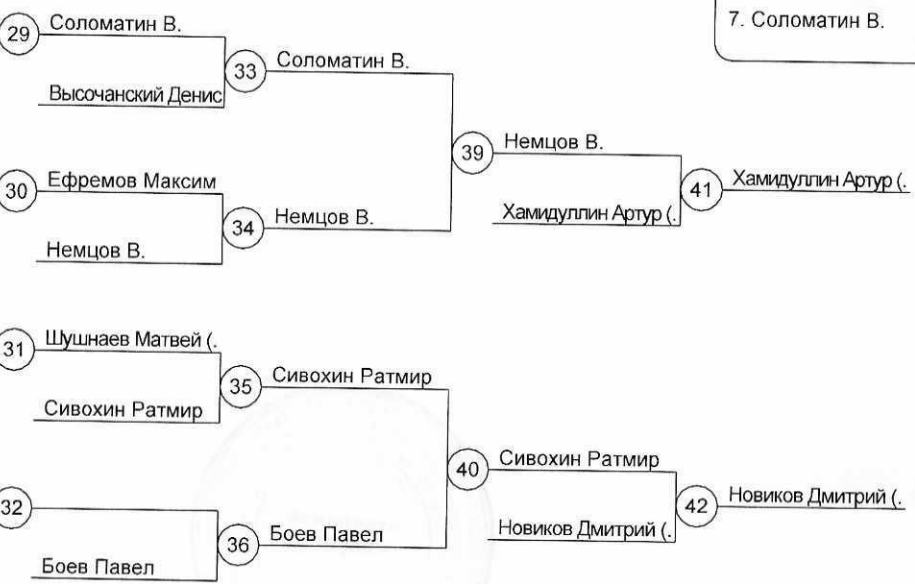 7. Соломатин В.
29 Соломатин В.
33 Соломатин В.
Высочанский Денис
39 Немцов В.
30 Ефремов Максим
41 Хамидуллин Артур (.
Хамидуллин Артур (.
34 Немцов В.
Немцов В.
31 Шушнаев Матвей (.
35 Сивохин Ратмир
Сивохин Ратмир
40 Сивохин Ратмир
32
42 Новиков Дмитрий (.
Новиков Дмитрий (.
36 Боев Павел
Боев Павел